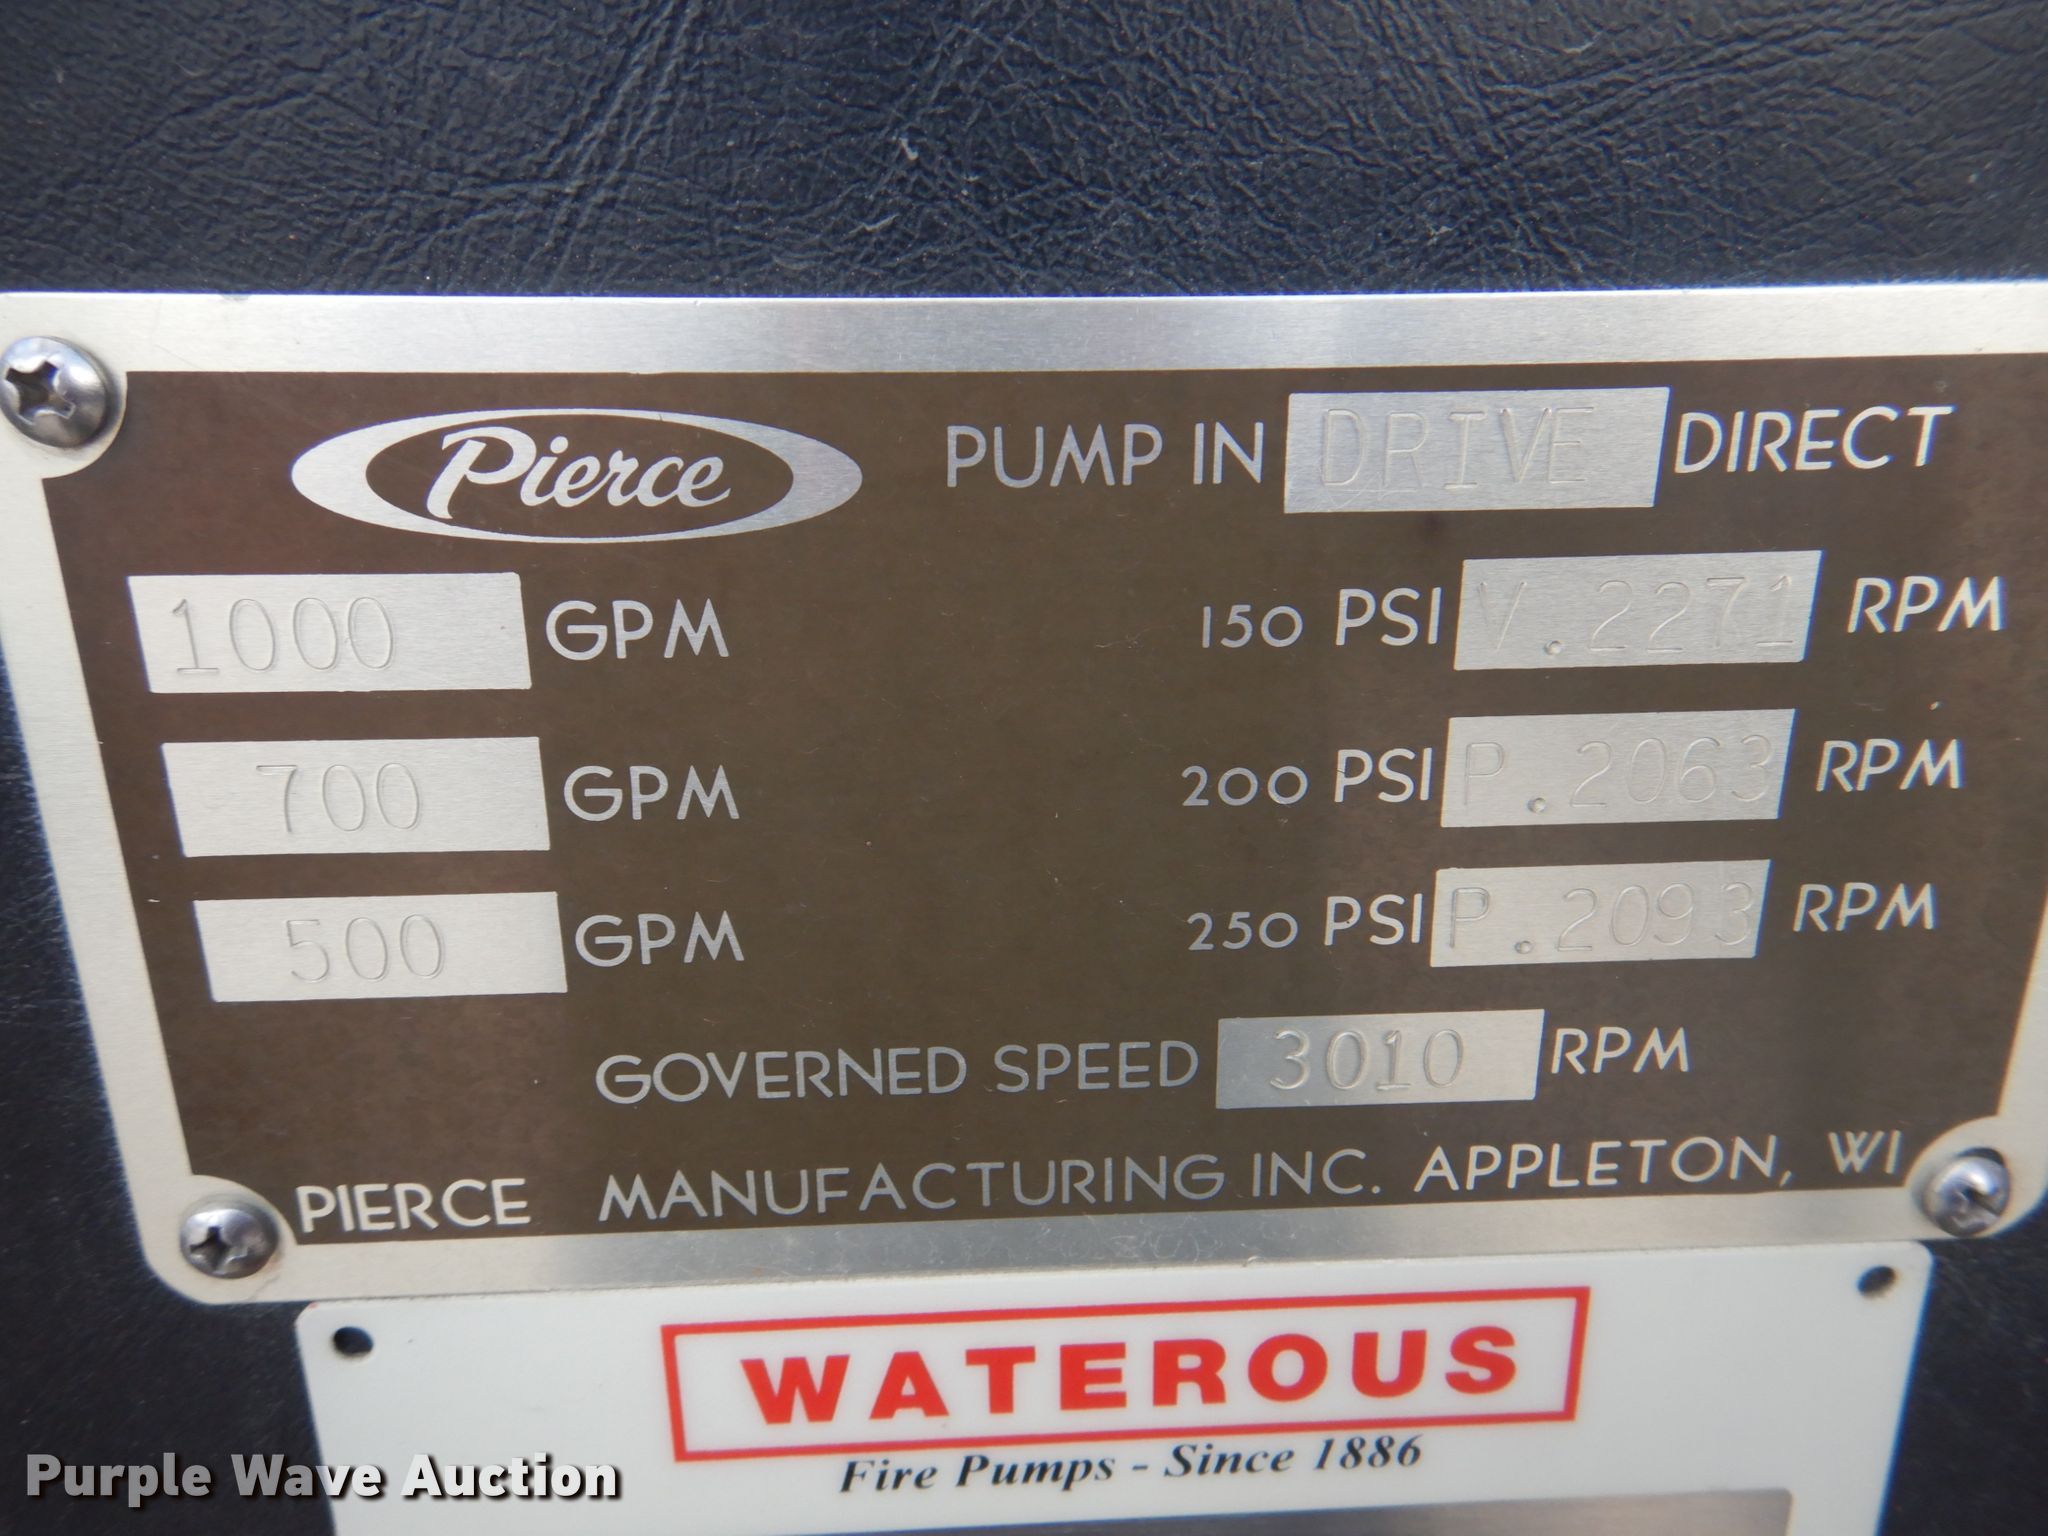 Pierce PUMP IN DRIVE DIRECT
1000 GPM 150 PSI V.2271 RPM
700 GPM 200 PSI P.2063 RPM
500 GPM 250 PSI P.2093 RPM
GOVERNED SPEED 3010 RPM
PIERCE MANUFACTURING INC. APPLETON, WI
WATEROUS
Fire Pumps - Since 1886
Purple Wave Auction